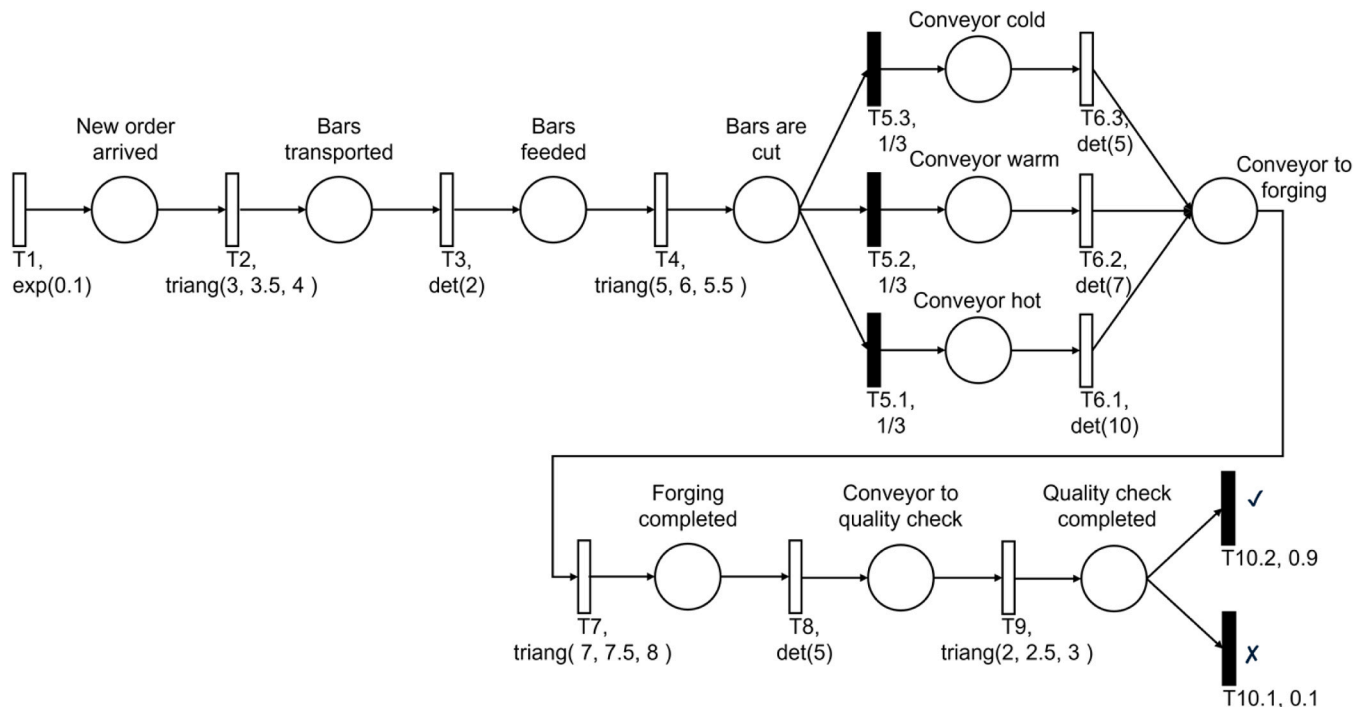 New order
arrived
T1,
exp(0.1)
T2,
triang(3, 3.5, 4 )
Bars
transported
T3,
det(2)
Bars
feeded
T4,
triang(5, 6, 5.5 )
Bars are
cut
T5.3,
1/3
Conveyor cold
T6.3,
det(5)
T5.2,
1/3
Conveyor warm
T6.2,
det(7)
T5.1,
1/3
Conveyor hot
T6.1,
det(10)
Conveyor to
forging
T7,
triang( 7, 7.5, 8 )
Forging
completed
T8,
det(5)
Conveyor to
quality check
T9,
triang(2, 2.5, 3 )
Quality check
completed
✓
T10.2, 0.9
✗
T10.1, 0.1